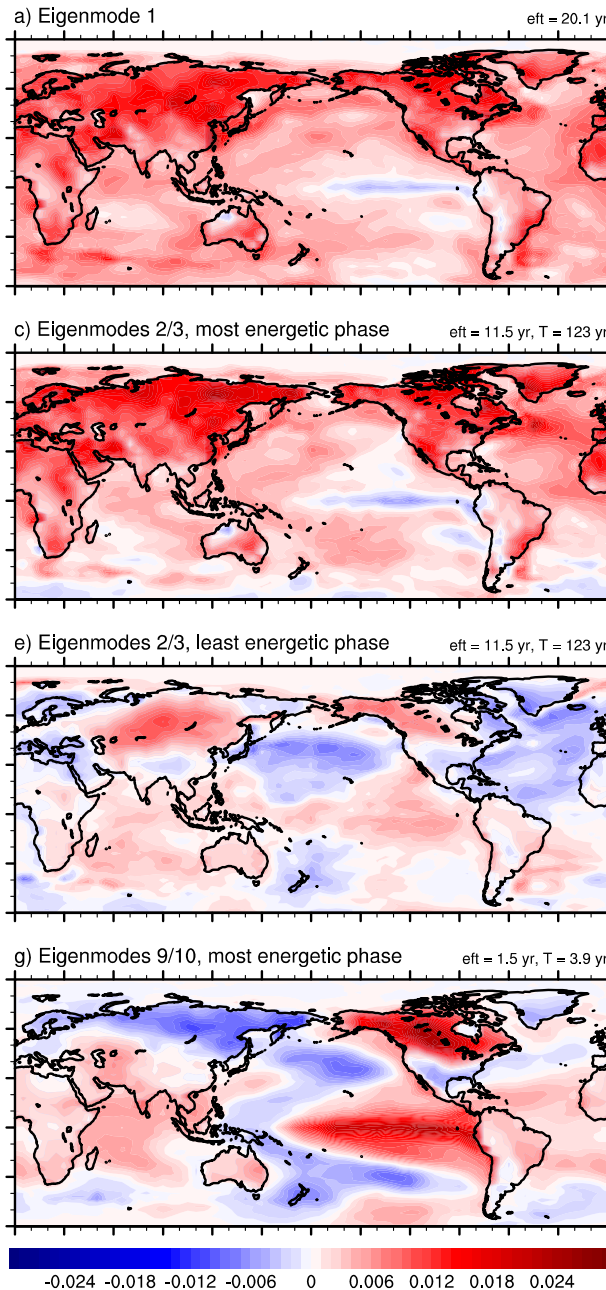 a) Eigenmode 1
eft = 20.1 yr
c) Eigenmodes 2/3, most energetic phase
eft = 11.5 yr, T = 123 yr
e) Eigenmodes 2/3, least energetic phase
eft = 11.5 yr, T = 123 yr
g) Eigenmodes 9/10, most energetic phase
eft = 1.5 yr, T = 3.9 yr
-0.024 -0.018 -0.012 -0.006 0 0.006 0.012 0.018 0.024